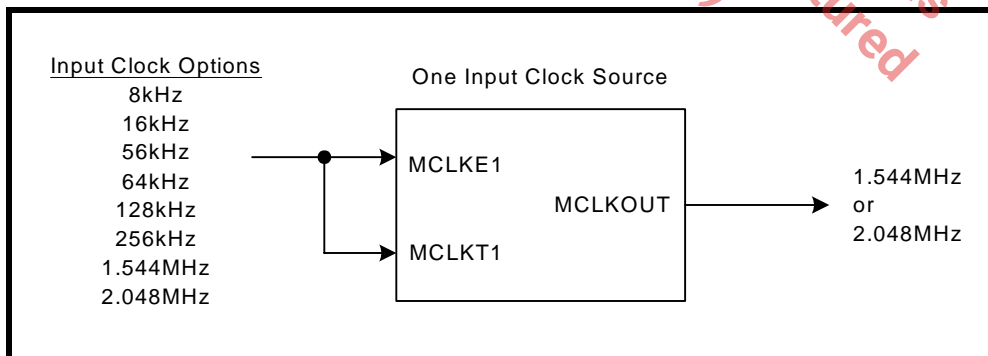 Input Clock Options
8kHz
16kHz
56kHz
64kHz
128kHz
256kHz
1.544MHz
2.048MHz
One Input Clock Source
MCLKE1
MCLKT1
MCLKOUT
1.544MHz
or
2.048MHz